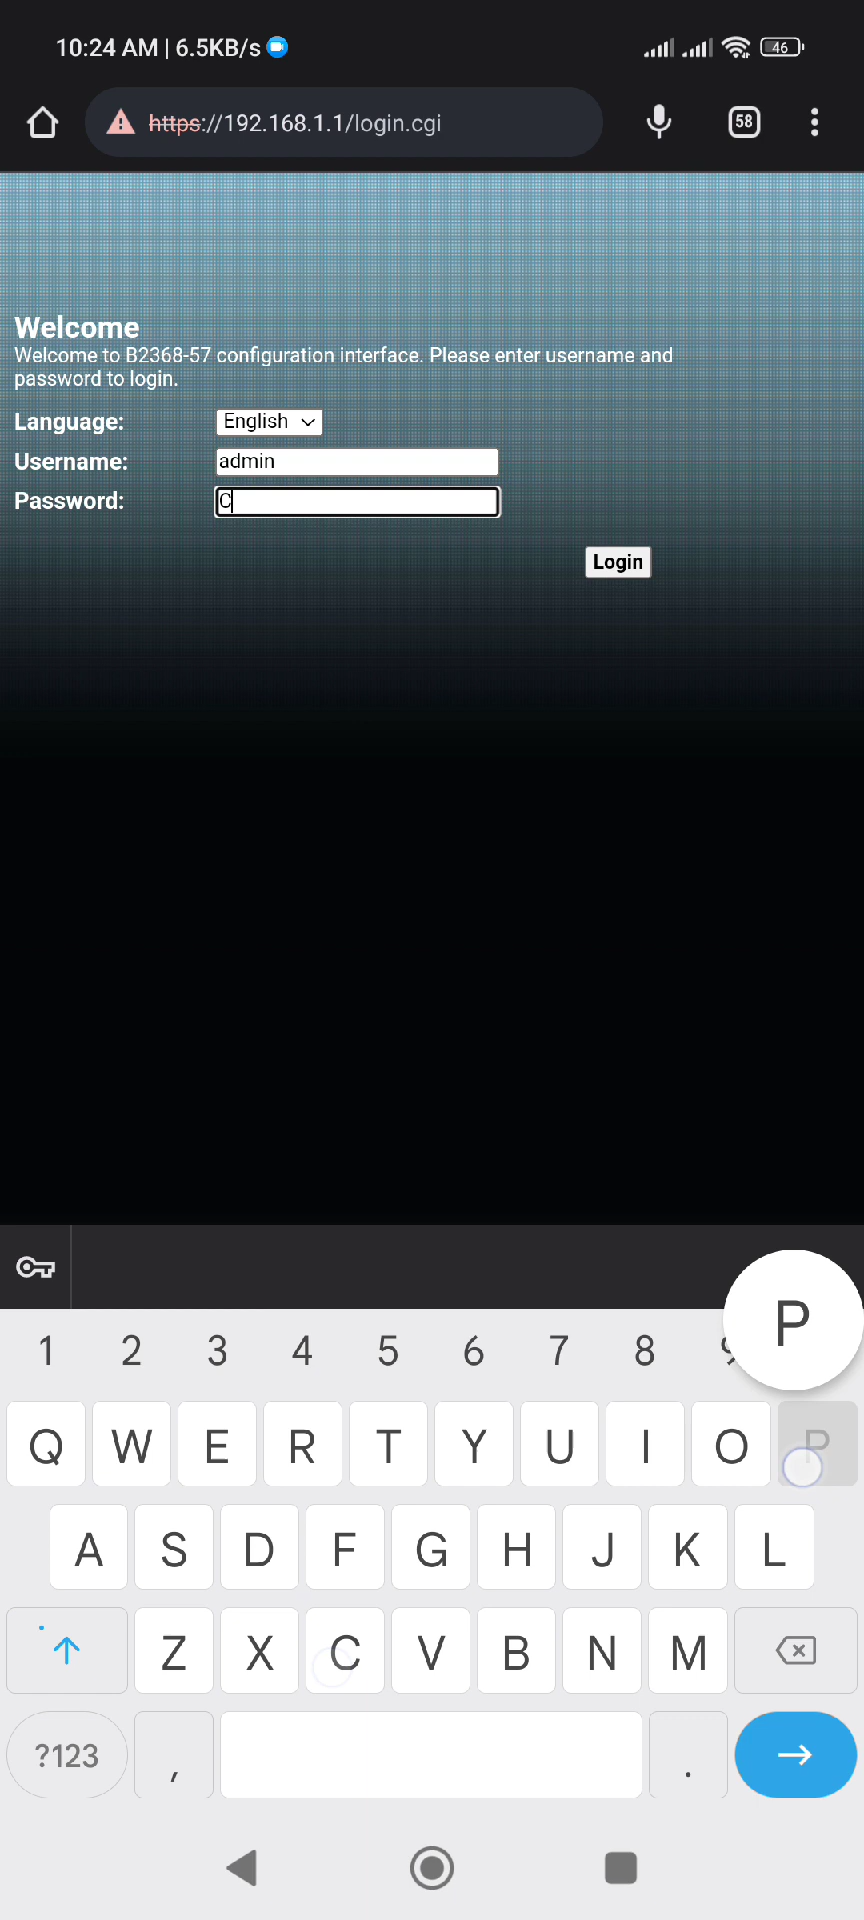 10:24 AM | 6.5KB/s
46
https://192.168.1.1/login.cgi
58
Welcome
Welcome to B2368-57 configuration interface. Please enter username and
password to login.
Language: English
Username: admin
Password: C
Login
P
1 2 3 4 5 6 7 8 9
Q W E R T Y U I O P
A S D F G H J K L
Z X C V B N M
?123 , .